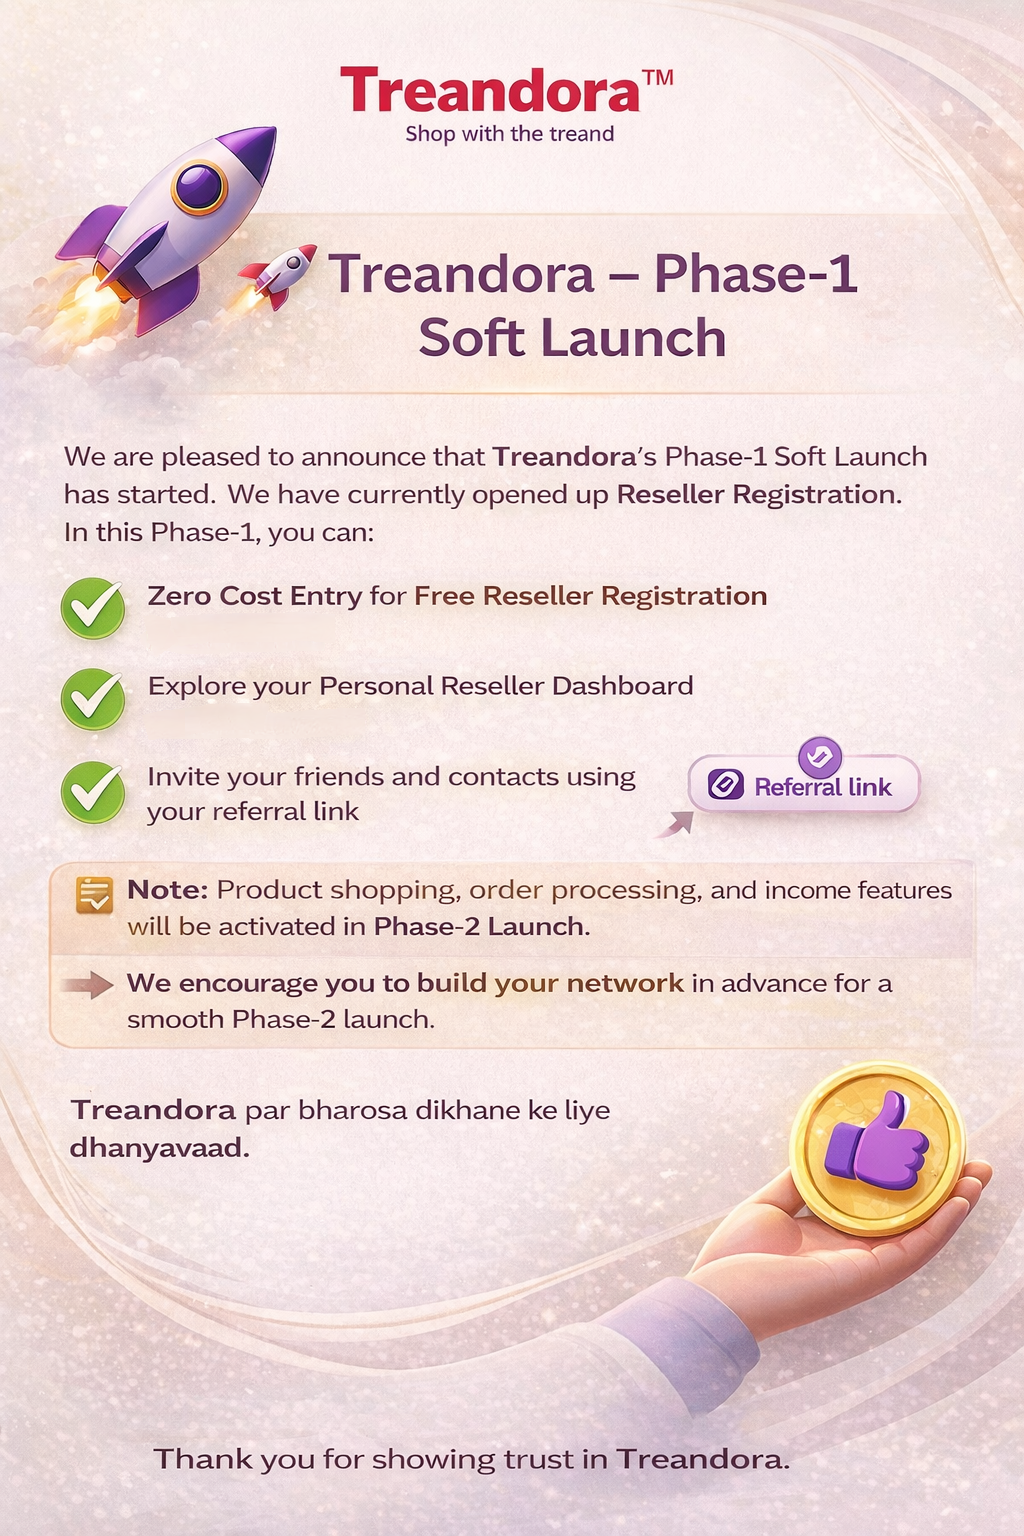 Treandora™
Shop with the treand
Treandora – Phase-1
Soft Launch
We are pleased to announce that Treandora's Phase-1 Soft Launch
has started. We have currently opened up Reseller Registration.
In this Phase-1, you can:
Zero Cost Entry for Free Reseller Registration
Explore your Personal Reseller Dashboard
Invite your friends and contacts using
your referral link
Referral link
Note: Product shopping, order processing, and income features
will be activated in Phase-2 Launch.
We encourage you to build your network in advance for a
smooth Phase-2 launch.
Treandora par bharosa dikhane ke liye
dhanyavaad.
Thank you for showing trust in Treandora.